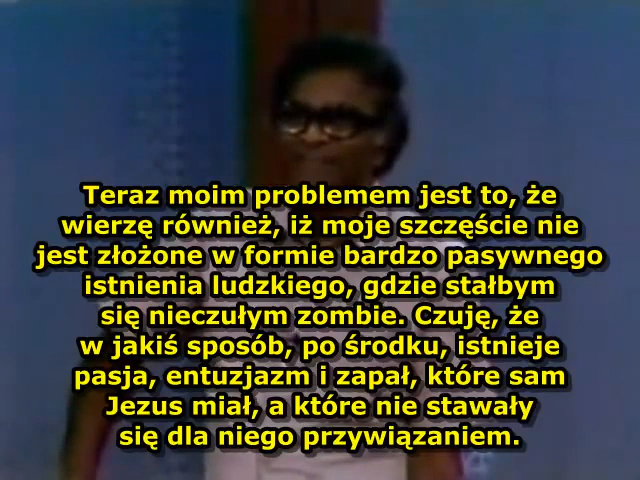 Teraz moim problemem jest to, że
wierzę również, iż moje szczęście nie
jest złożone w formie bardzo pasywnego
istnienia ludzkiego, gdzie stałbym
się nieczułym zombie. Czuję, że
w jakiś sposób, po środku, istnieje
pasja, entuzjazm i zapał, które sam
Jezus miał, a które nie stawały
się dla niego przywiązaniem.